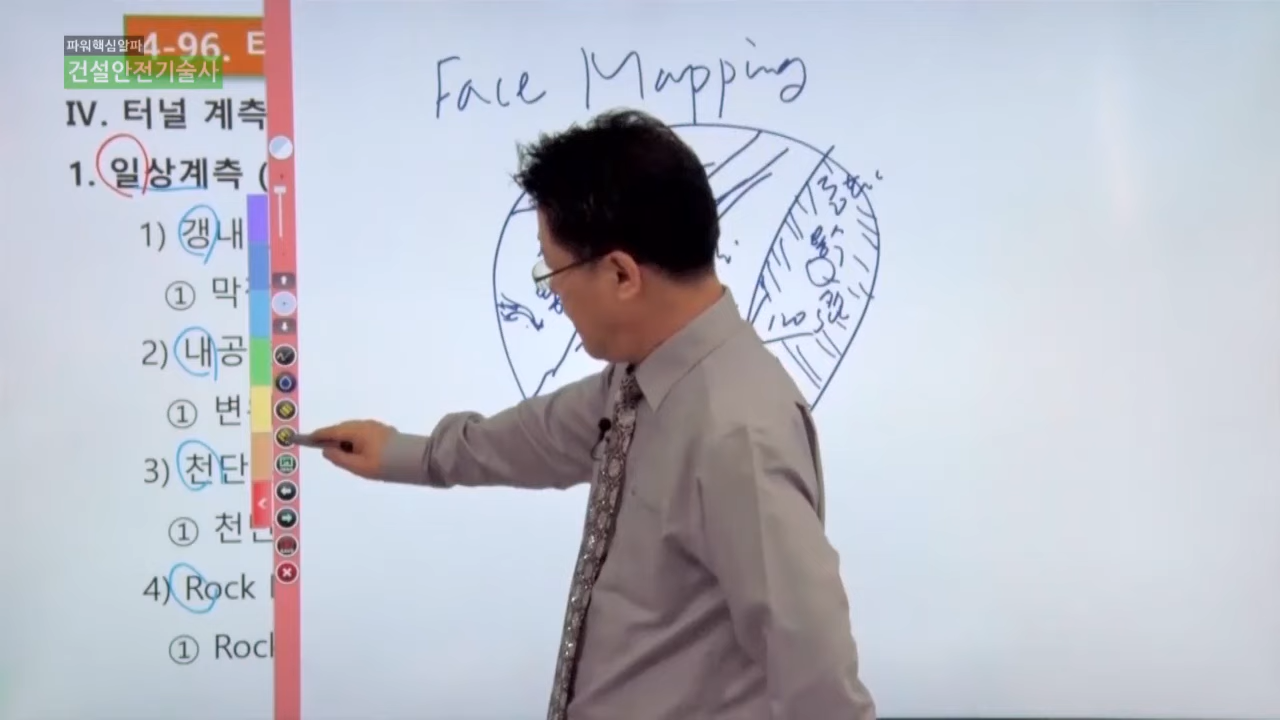 파워핵심알파
건설안전기술사
4-96. 터
IV. 터널 계측
1. 일상계측 (
1) 갱내
① 막
2) 내공
① 변
3) 천단
① 천단
4) Rock
① Rock
Face Mapping
Q